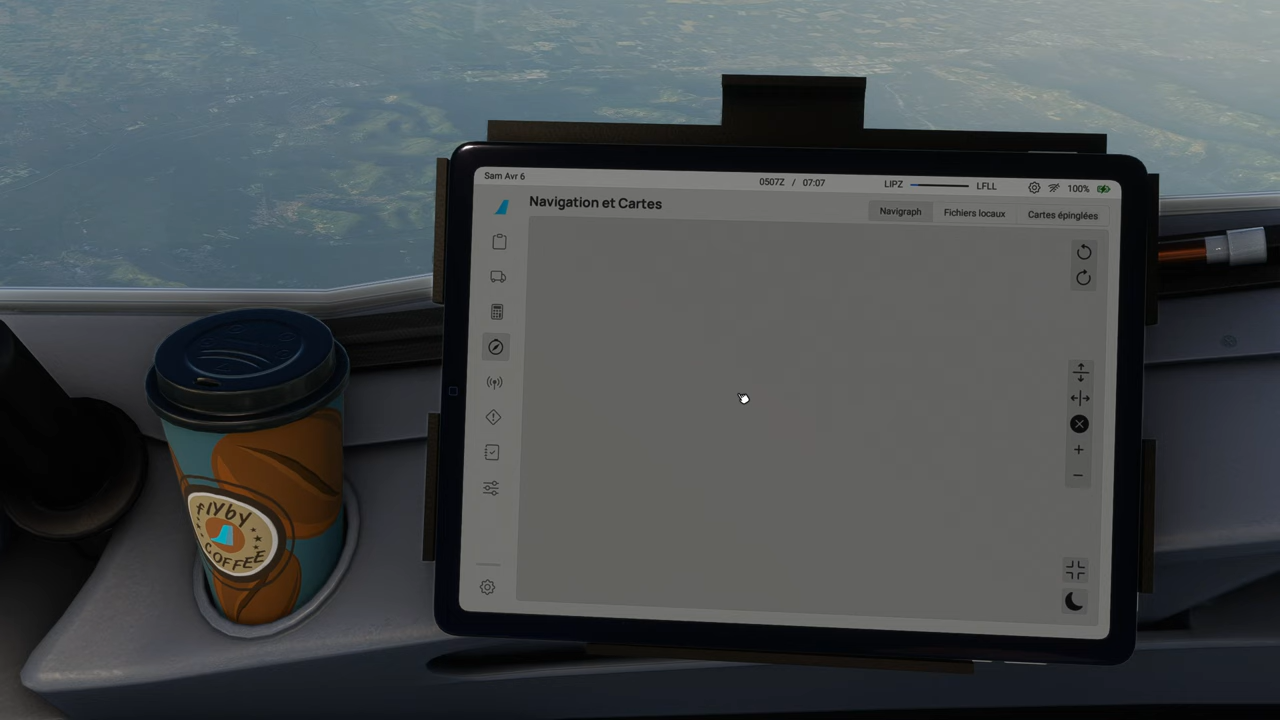 Sam Avr 6
0507Z / 07:07
LIPZ
LFLL
100%
Navigation et Cartes
Navigraph
Fichiers locaux
Cartes épinglées
flyby
COFFEE